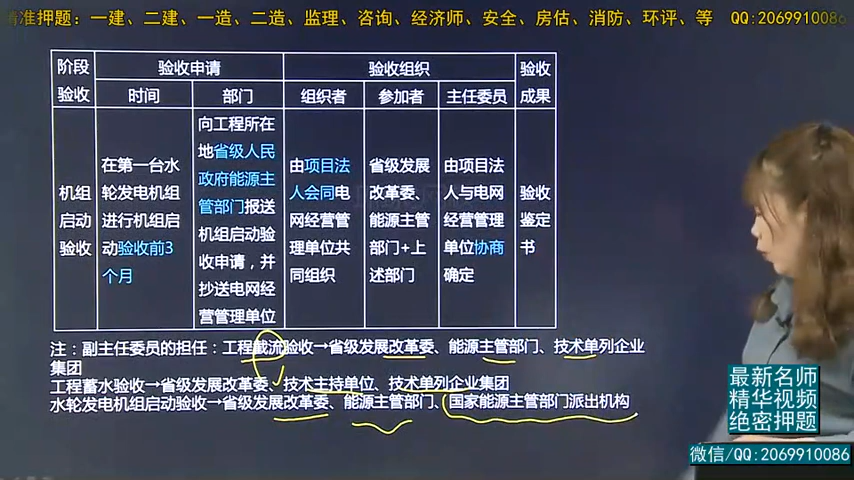 精准押题：一建、二建、一造、二造、监理、咨询、经济师、安全、房估、消防、环评、等 QQ:2069910086
阶段验收
验收申请
验收组织
验收成果
时间
部门
组织者
参加者
主任委员
机组启动验收
在第一台水
轮发电机组
进行机组启
动验收前3
个月
向工程所在
地省级人民
政府能源主
管部门报送
机组启动验
收申请，并
抄送电网经
营管理单位
由项目法
人会同电
网经营管
理单位共
同组织
省级发展
改革委、
能源主管
部门+上
述部门
由项目法
人与电网
经营管理
单位协商
确定
验收
鉴定
书
注：副主任委员的担任：工程截流验收→省级发展改革委、能源主管部门、技术单列企业
集团
工程蓄水验收→省级发展改革委、技术主持单位、技术单列企业集团
水轮发电机组启动验收→省级发展改革委、能源主管部门、国家能源主管部门派出机构
最新名师
精华视频
绝密押题
微信/QQ:2069910086